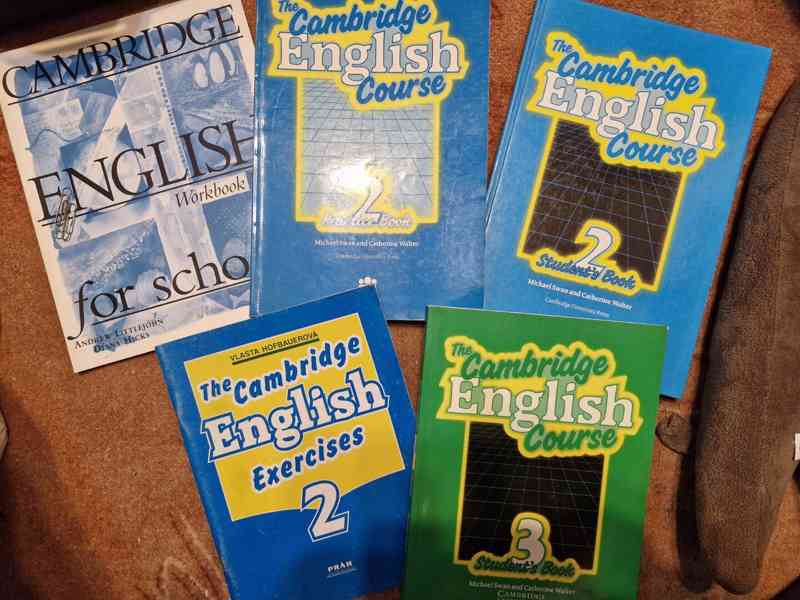 CAMBRIDGE
ENGLISH
Workbook
for scho
ANDREW LITTLEJOHN
DIANA HICKS
The
Cambridge
English
Course
2
Practice Book
Michael Swan and Catherine Walter
Cambridge University Press
The
Cambridge
English
Course
2
Student's Book
Michael Swan and Catherine Walter
Cambridge University Press
VLASTA HOFBAUEROVÁ
The Cambridge
English
Exercises
2
PRÁH
The
Cambridge
English
Course
3
Student's Book
Michael Swan and Catherine Walter
CAMBRIDGE